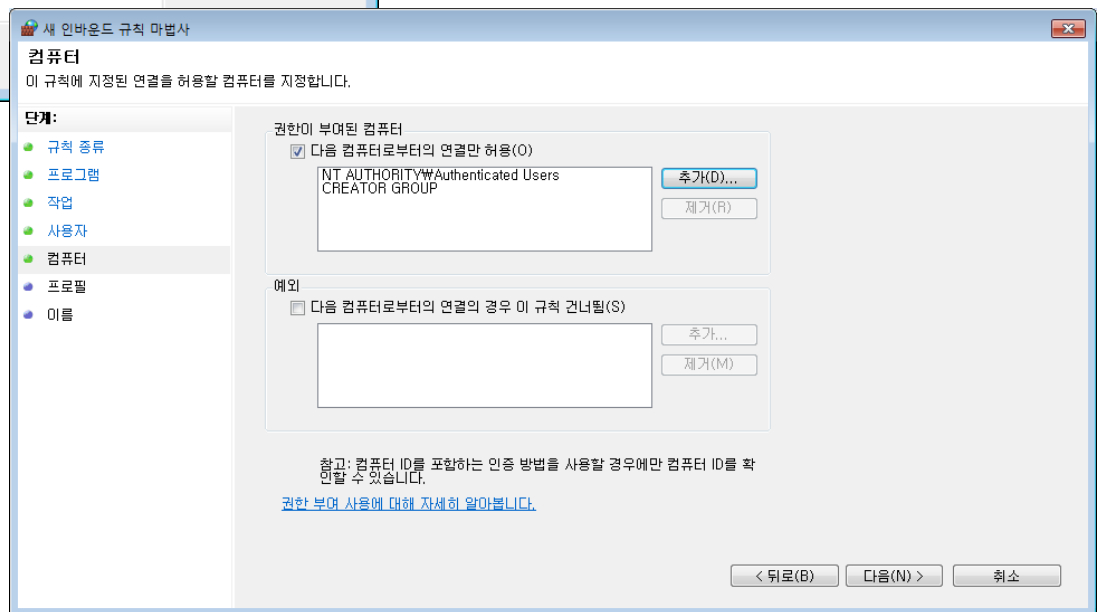 새 인바운드 규칙 마법사
컴퓨터
이 규칙에 지정된 연결을 허용할 컴퓨터를 지정합니다.
단계:
규칙 종류
프로그램
작업
사용자
컴퓨터
프로필
이름
권한이 부여된 컴퓨터
다음 컴퓨터로부터의 연결만 허용(O)
NT AUTHORITY₩Authenticated Users
CREATOR GROUP
추가(D)...
제거(R)
예외
다음 컴퓨터로부터의 연결의 경우 이 규칙 건너뜀(S)
추가...
제거(M)
참고: 컴퓨터 ID를 포함하는 인증 방법을 사용할 경우에만 컴퓨터 ID를 확
인할 수 있습니다.
권한 부여 사용에 대해 자세히 알아봅니다.
< 뒤로(B)
다음(N) >
취소